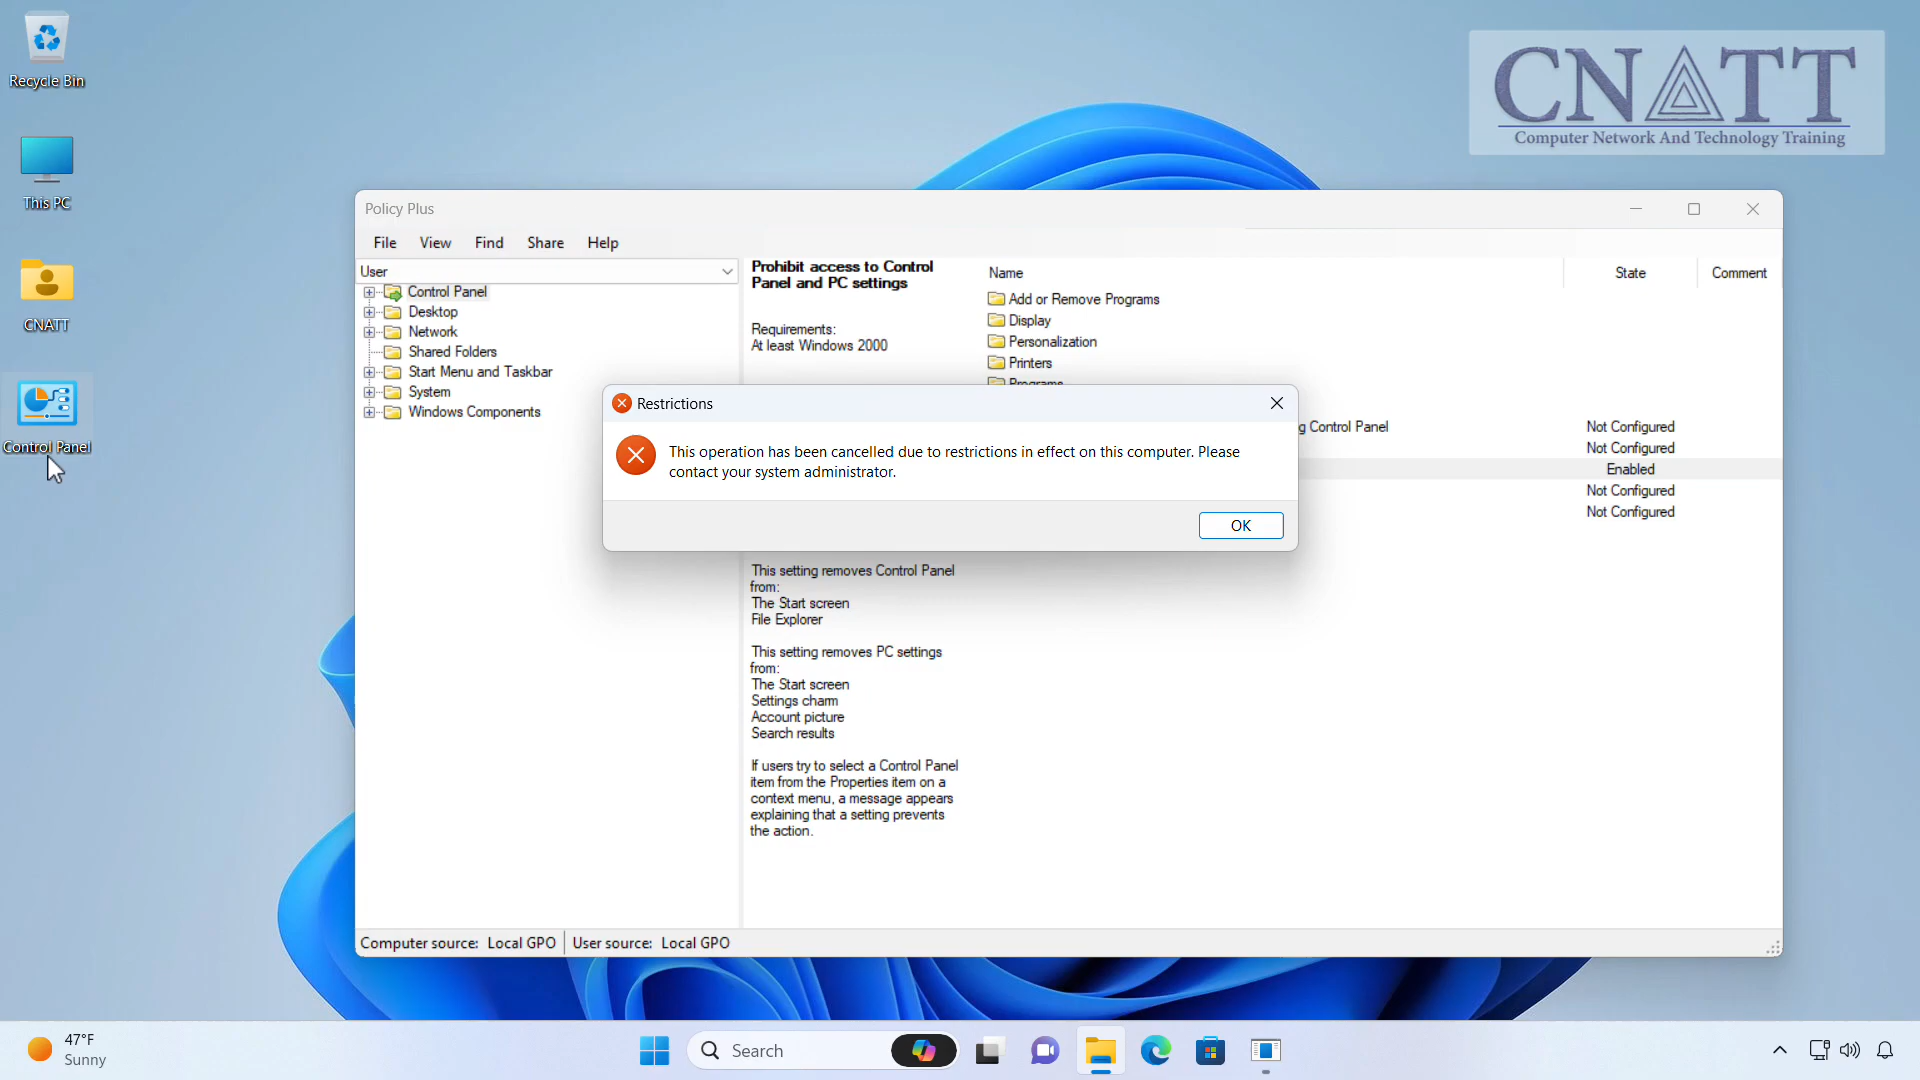 Recycle Bin
This PC
CNATT
Control Panel
CNATT
Computer Network And Technology Training
Policy Plus
File View Find Share Help
User
Control Panel
Desktop
Network
Shared Folders
Start Menu and Taskbar
System
Windows Components
Prohibit access to Control
Panel and PC settings
Requirements:
At least Windows 2000
Name State Comment
Add or Remove Programs
Display
Personalization
Printers
Programs
g Control Panel Not Configured
Not Configured
Enabled
Not Configured
Not Configured
Restrictions
This operation has been cancelled due to restrictions in effect on this computer. Please
contact your system administrator.
OK
This setting removes Control Panel
from:
The Start screen
File Explorer
This setting removes PC settings
from:
The Start screen
Settings charm
Account picture
Search results
If users try to select a Control Panel
item from the Properties item on a
context menu, a message appears
explaining that a setting prevents
the action.
Computer source: Local GPO User source: Local GPO
47°F
Sunny
Search